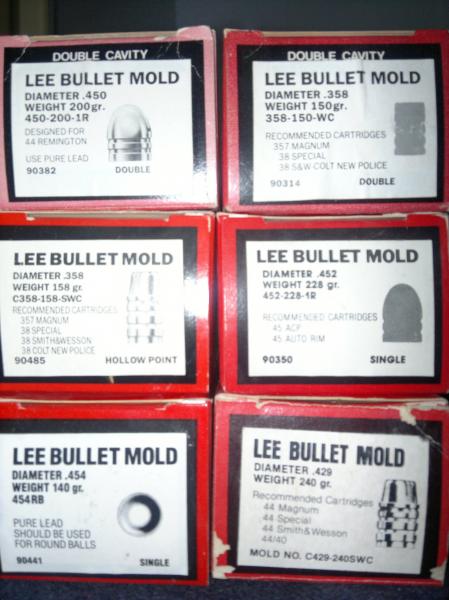 DOUBLE CAVITY
LEE BULLET MOLD
DIAMETER .450
WEIGHT 200gr.
450-200-1R
DESIGNED FOR
44 REMINGTON
USE PURE LEAD
90382 DOUBLE
DOUBLE CAVITY
LEE BULLET MOLD
DIAMETER .358
WEIGHT 150gr.
358-150-WC
RECOMMENDED CARTRIDGES
357 MAGNUM
38 SPECIAL
38 S&W-COLT NEW POLICE
90314 DOUBLE
LEE BULLET MOLD
DIAMETER .358
WEIGHT 158 gr.
C358-158-SWC
RECOMMENDED CARTRIDGES
357 MAGNUM
38 SPECIAL
38 SMITH&WESSON
38 COLT NEW POLICE
90485 HOLLOW POINT
LEE BULLET MOLD
DIAMETER .452
WEIGHT 228 gr.
452-228-1R
RECOMMENDED CARTRIDGES
45 ACP
45 AUTO RIM
90350 SINGLE
LEE BULLET MOLD
DIAMETER .454
WEIGHT 140 gr.
454RB
PURE LEAD
SHOULD BE USED
FOR ROUND BALLS
90441 SINGLE
LEE BULLET MOLD
DIAMETER .429
WEIGHT 240 gr.
Recommended Cartridges
44 Magnum
44 Special
44 Smith&Wesson
44/40
MOLD NO. C429-240SWC